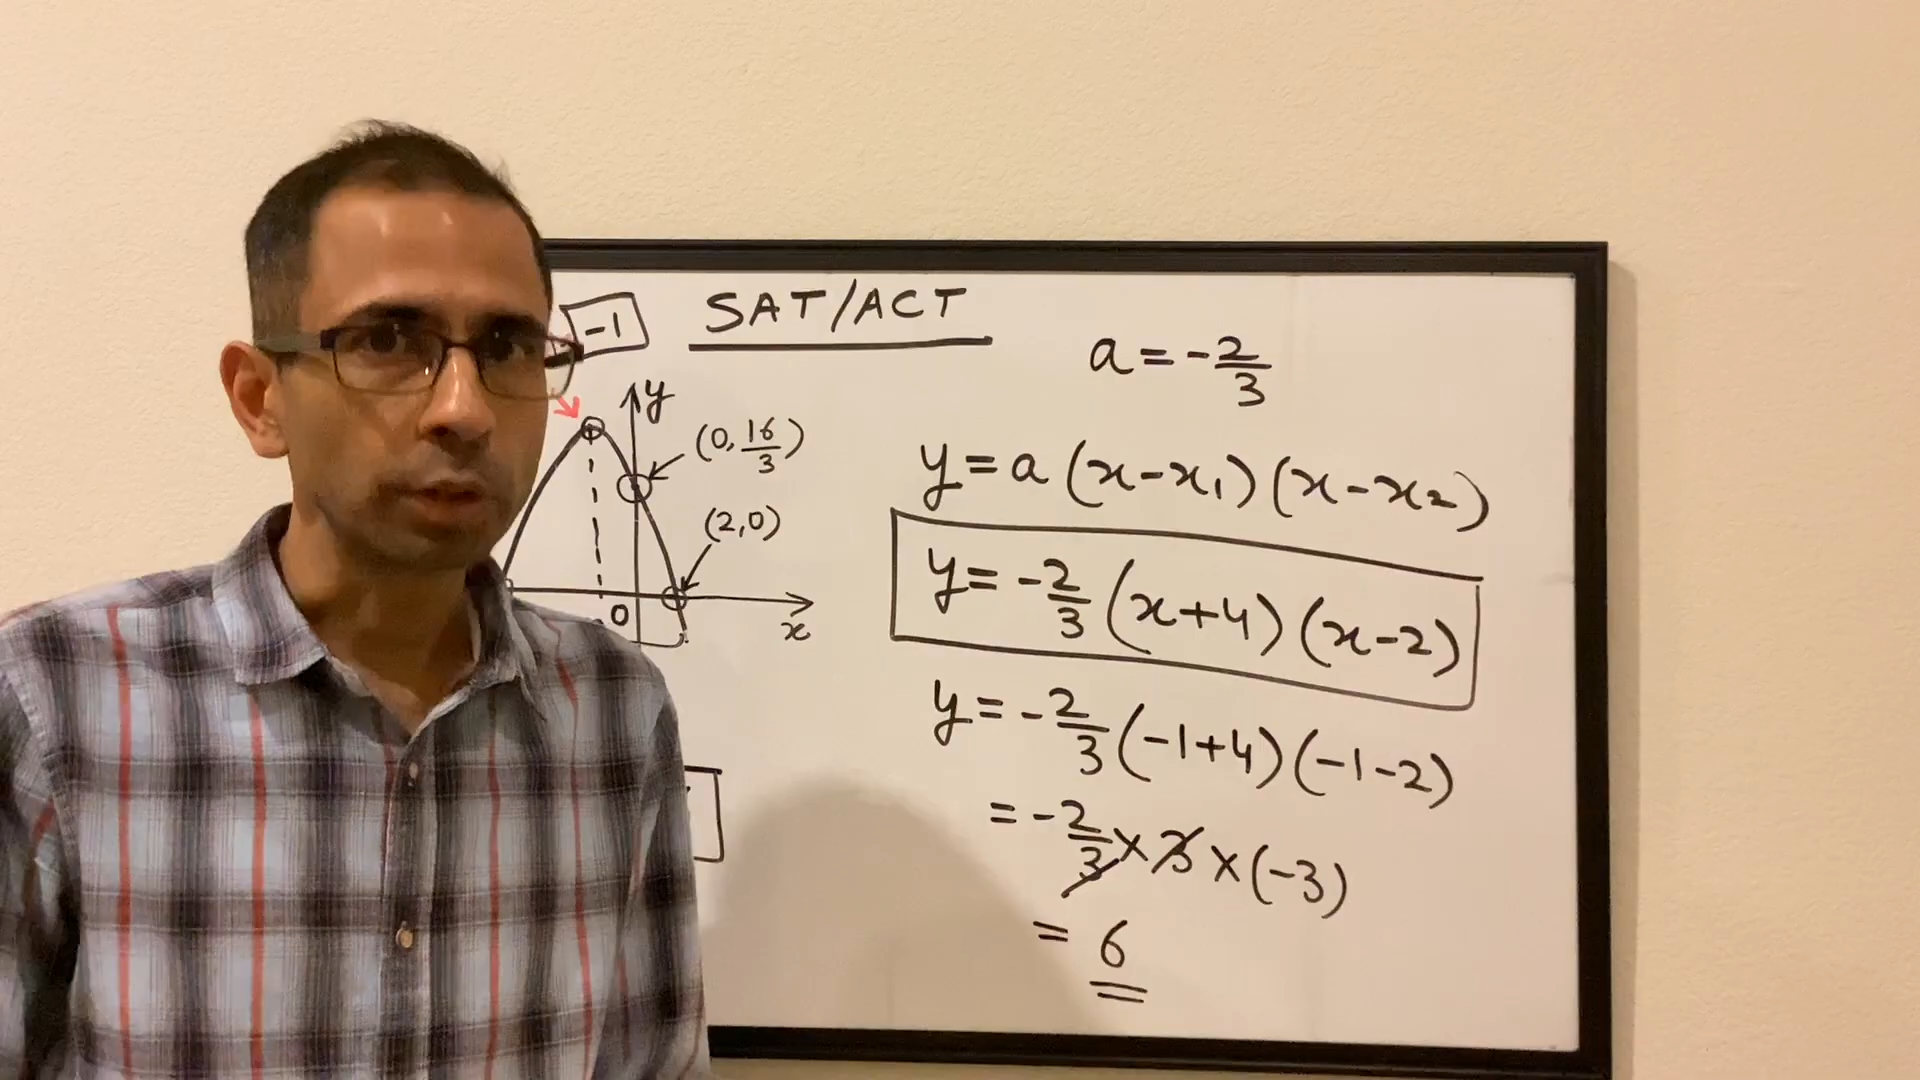 -1
SAT/ACT
y
(0, 16/3)
(2,0)
0
x
a = -2/3
y = a (x-x₁) (x-x₂)
y = -2/3 (x+4) (x-2)
y = -2/3 (-1+4) (-1-2)
= -2/3 × 3 × (-3)
= 6